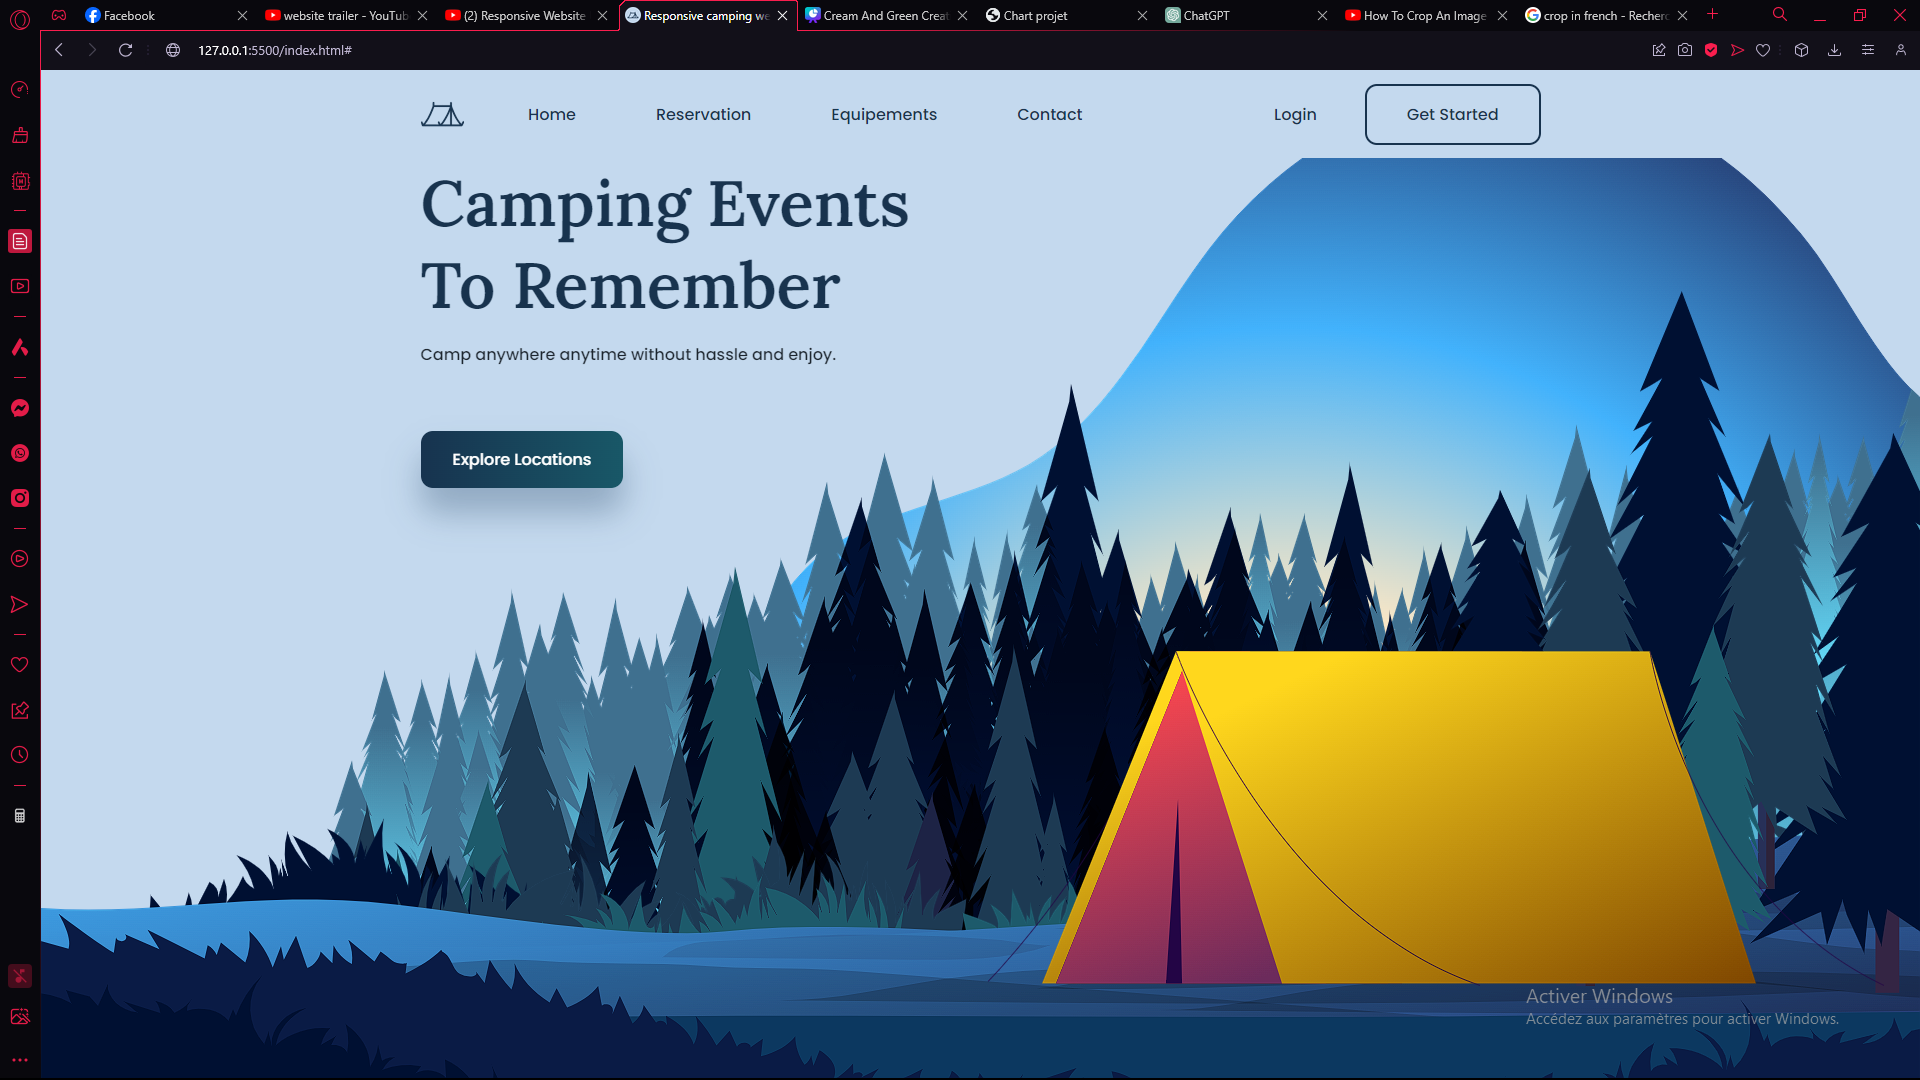 Facebook
website trailer - YouTub
(2) Responsive Website
Responsive camping we
Cream And Green Creat
Chart projet
ChatGPT
How To Crop An Image
crop in french - Recherc
127.0.0.1:5500/index.html#
Home
Reservation
Equipements
Contact
Login
Get Started
Camping Events
To Remember
Camp anywhere anytime without hassle and enjoy.
Explore Locations
Activer Windows
Accédez aux paramètres pour activer Windows.